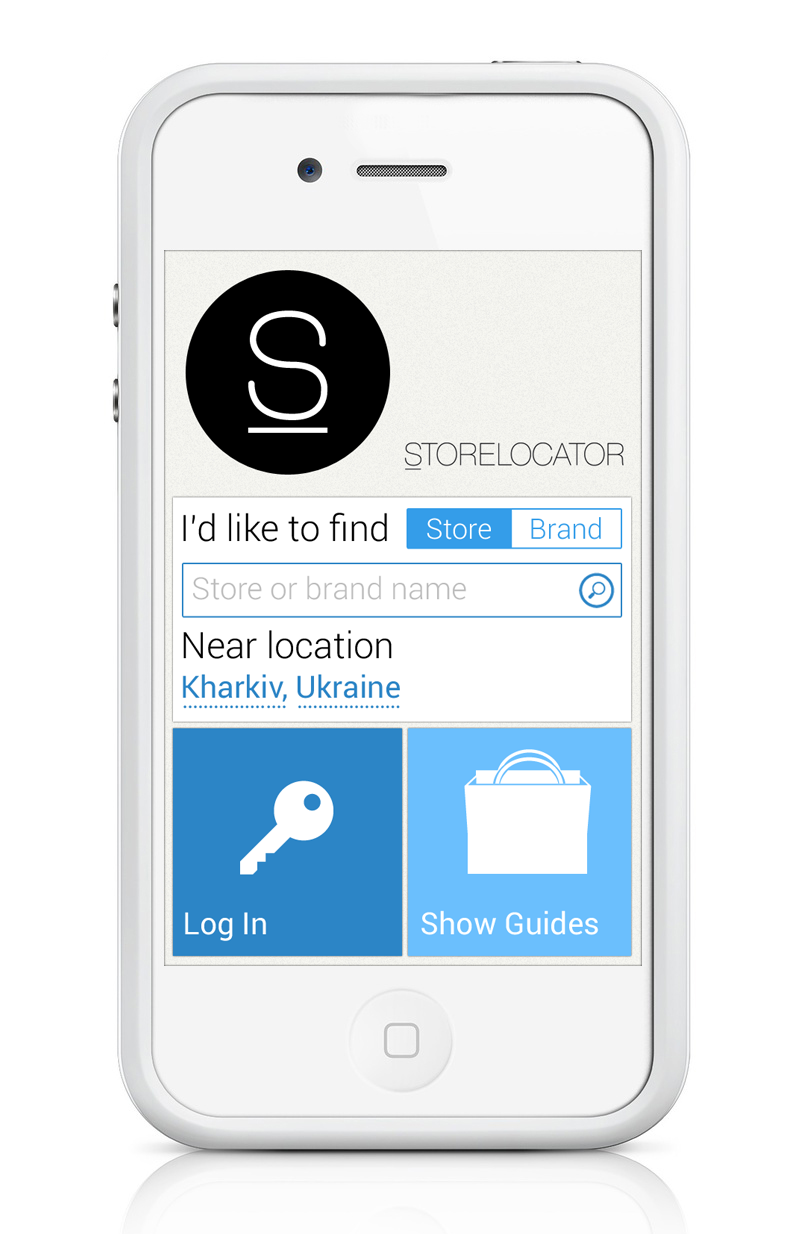 S
STORELOCATOR
I'd like to find Store Brand
Store or brand name
Near location
Kharkiv, Ukraine
Log In Show Guides